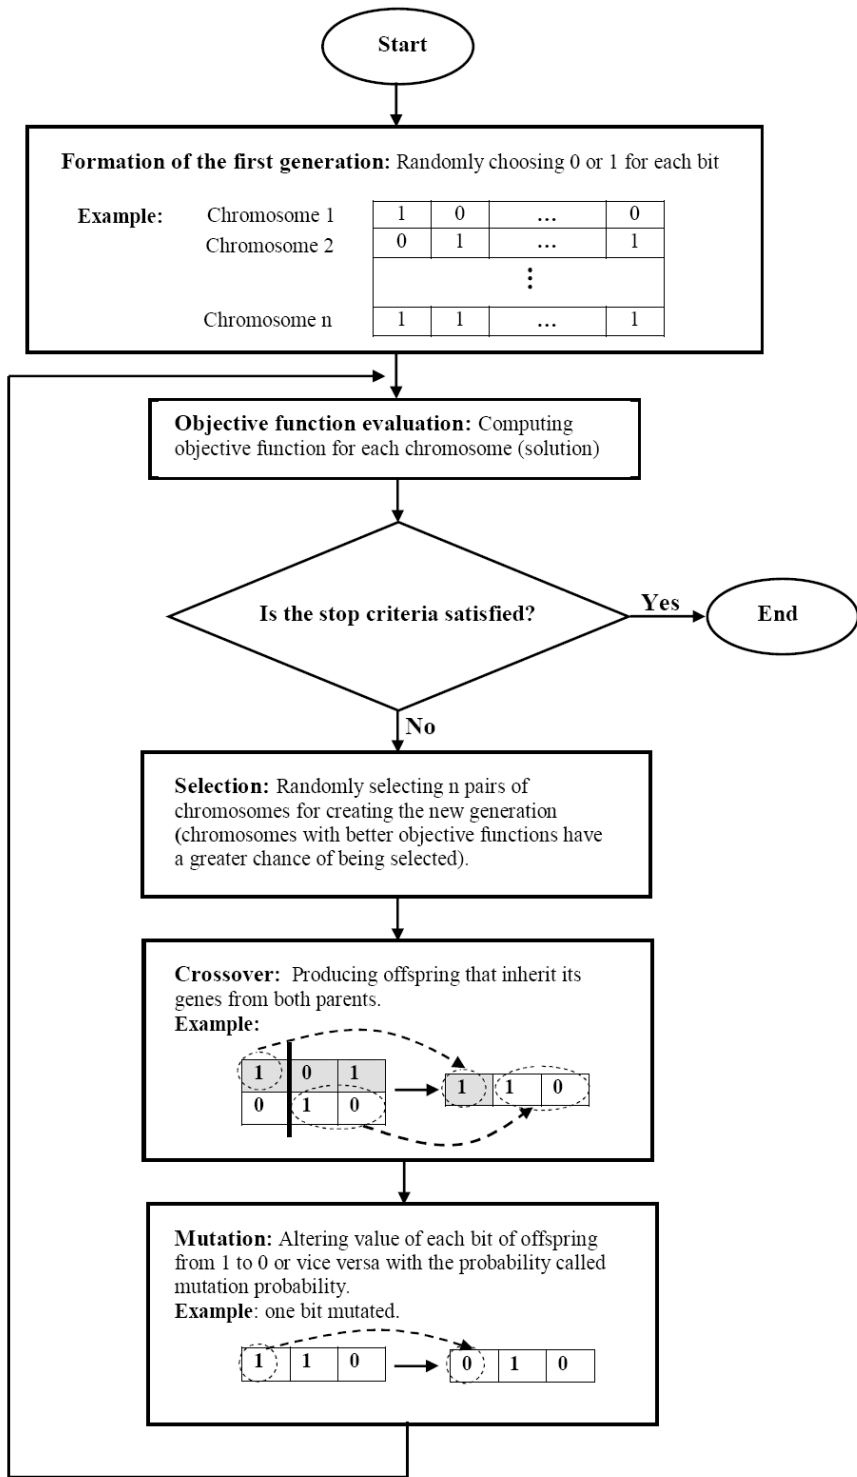 Start
Formation of the first generation: Randomly choosing 0 or 1 for each bit
Example: Chromosome 1 1 0 ... 0
Chromosome 2 0 1 ... 1
⋮
Chromosome n 1 1 ... 1
Objective function evaluation: Computing
objective function for each chromosome (solution)
Is the stop criteria satisfied?
Yes
End
No
Selection: Randomly selecting n pairs of
chromosomes for creating the new generation
(chromosomes with better objective functions have
a greater chance of being selected).
Crossover: Producing offspring that inherit its
genes from both parents.
Example:
1 0 1
0 1 0
1 1 0
Mutation: Altering value of each bit of offspring
from 1 to 0 or vice versa with the probability called
mutation probability.
Example: one bit mutated.
1 1 0
0 1 0